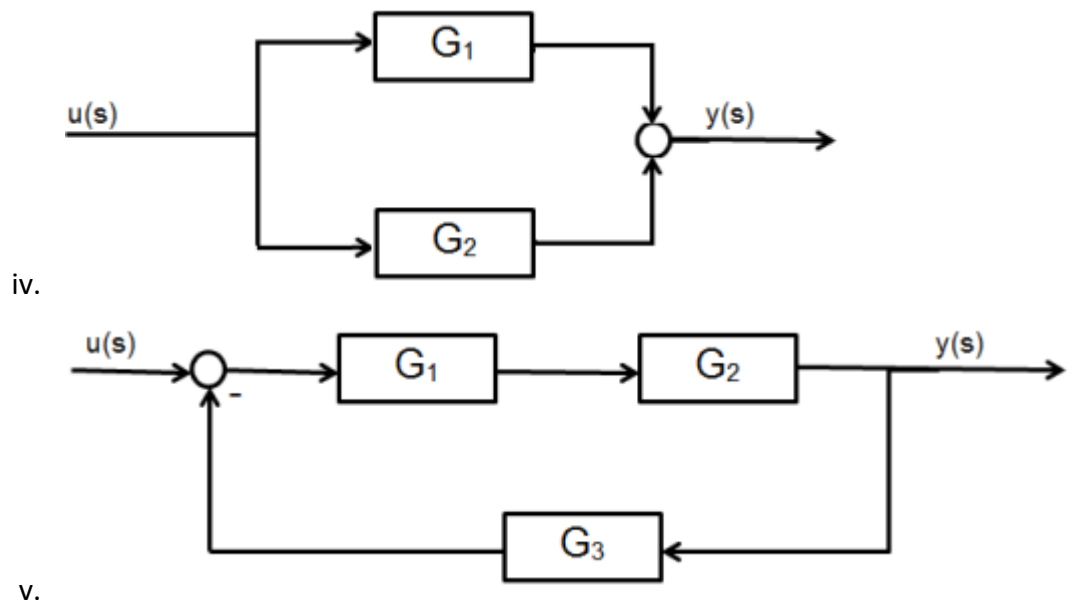 G₁
u(s) y(s)
G₂
iv.
u(s) G₁ G₂ y(s)
-
G₃
v.